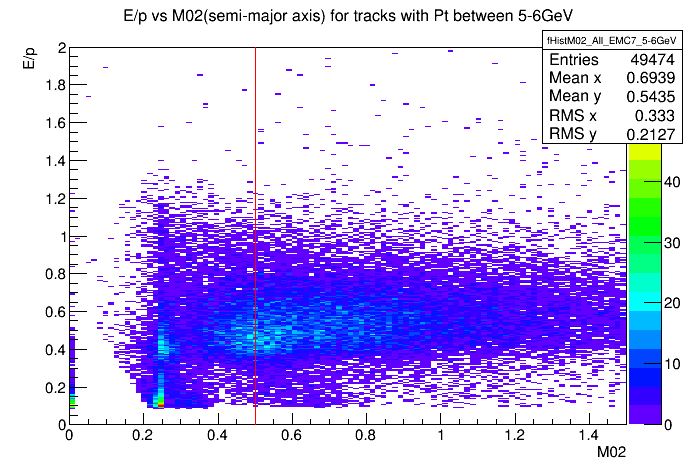 E/p vs M02(semi-major axis) for tracks with Pt between 5-6GeV
fHistM02_All_EMC7_5-6GeV
Entries 49474
Mean x 0.6939
Mean y 0.5435
RMS x 0.333
RMS y 0.2127
E/p
2
1.8
1.6
1.4
1.2
1
0.8
0.6
0.4
0.2
0
40
30
20
10
0
0 0.2 0.4 0.6 0.8 1 1.2 1.4
M02